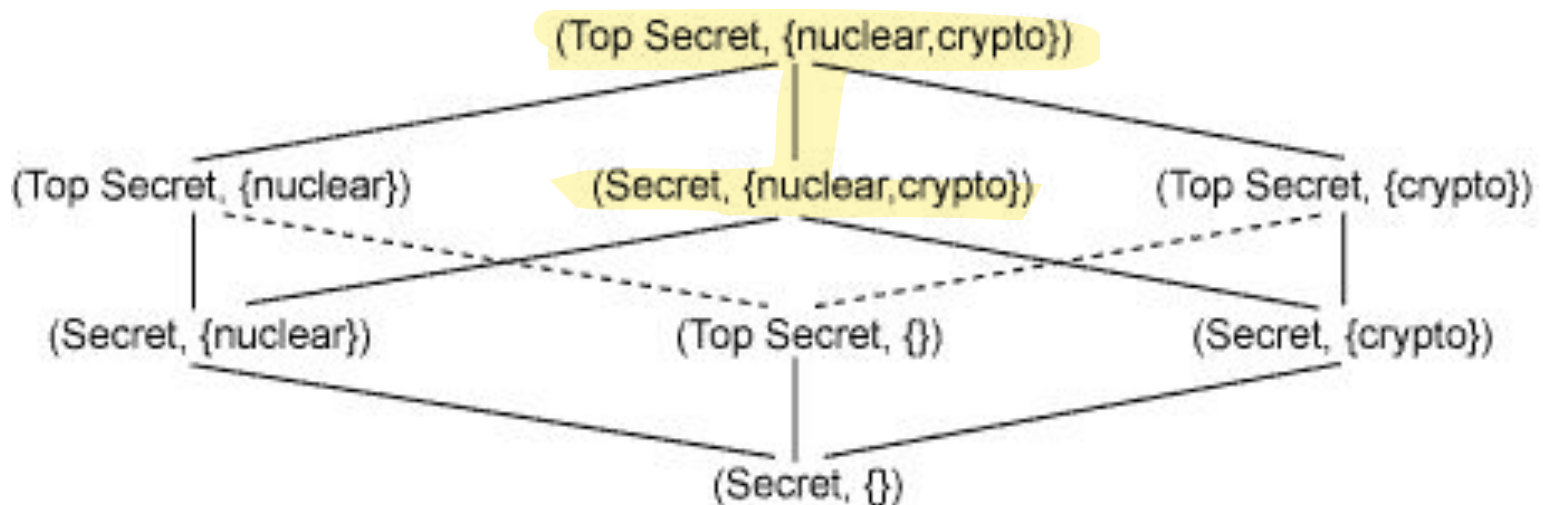 (Top Secret, {nuclear,crypto})
(Top Secret, {nuclear}) (Secret, {nuclear,crypto}) (Top Secret, {crypto})
(Secret, {nuclear}) (Top Secret, {}) (Secret, {crypto})
(Secret, {})